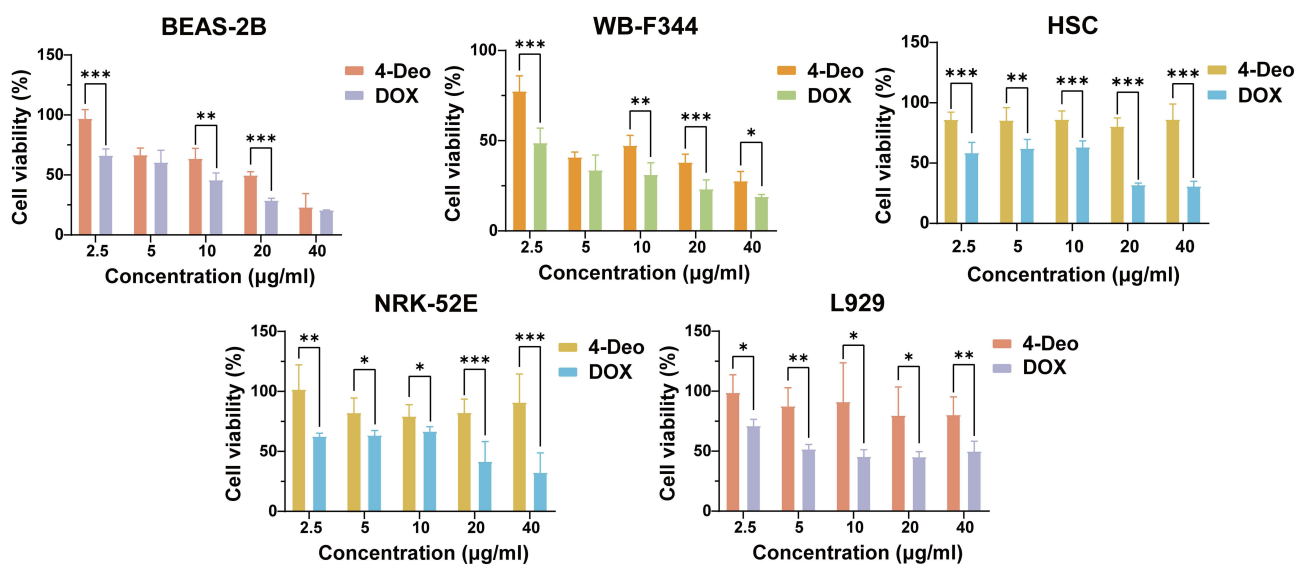 BEAS-2B
Cell viability (%)
150
100
50
0
***
**
***
4-Deo
DOX
2.5 5 10 20 40
Concentration (μg/ml)
WB-F344
Cell viability (%)
100
50
0
***
**
***
*
4-Deo
DOX
2.5 5 10 20 40
Concentration (μg/ml)
HSC
Cell viability (%)
150
100
50
0
***
**
***
***
***
4-Deo
DOX
2.5 5 10 20 40
Concentration (μg/ml)
NRK-52E
Cell viability (%)
150
100
50
0
**
*
*
***
***
4-Deo
DOX
2.5 5 10 20 40
Concentration (μg/ml)
L929
Cell viability (%)
150
100
50
0
*
**
*
*
**
4-Deo
DOX
2.5 5 10 20 40
Concentration (μg/ml)